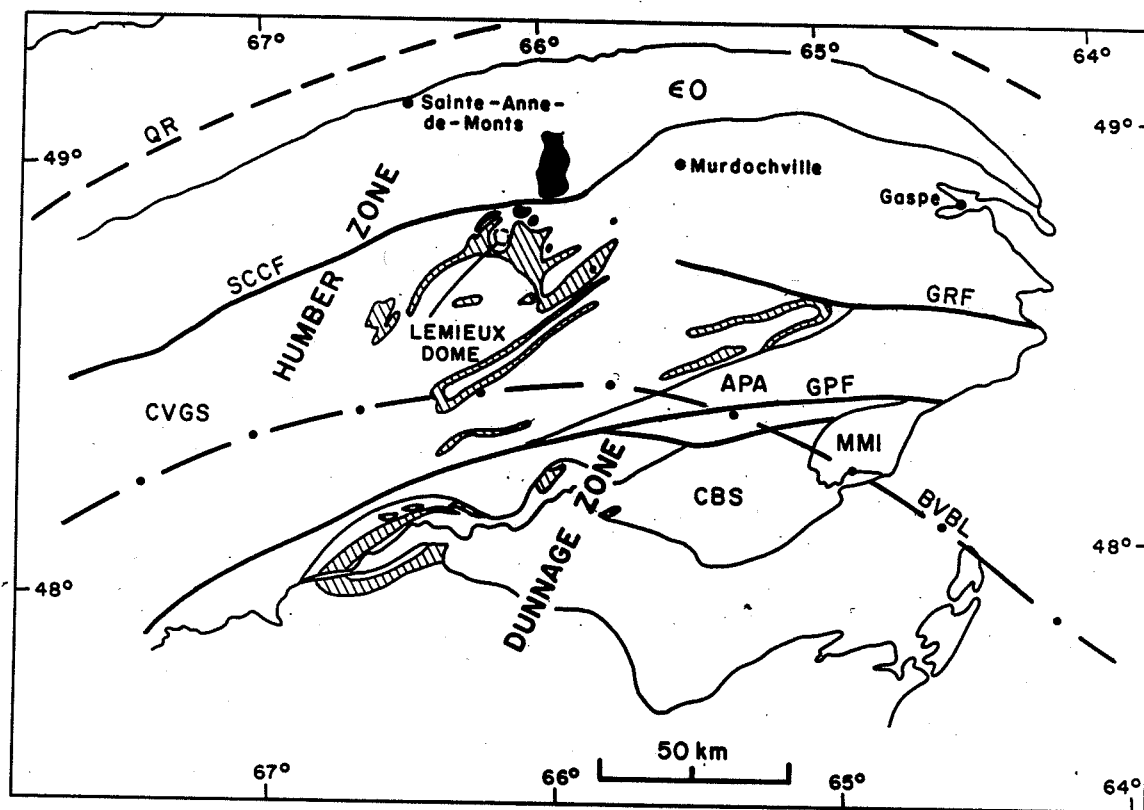 67°
66°
65°
64°
ЄO
Sainte-Anne-
de-Monts
QR
49°
49°
Murdochville
Gaspe
ZONE
SCCF
HUMBER
GRF
LEMIEUX
DOME
APA
GPF
CVGS
MMI
CBS
ZONE
BVBL
DUNNAGE
48°
48°
50 km
67°
66°
65°
64°